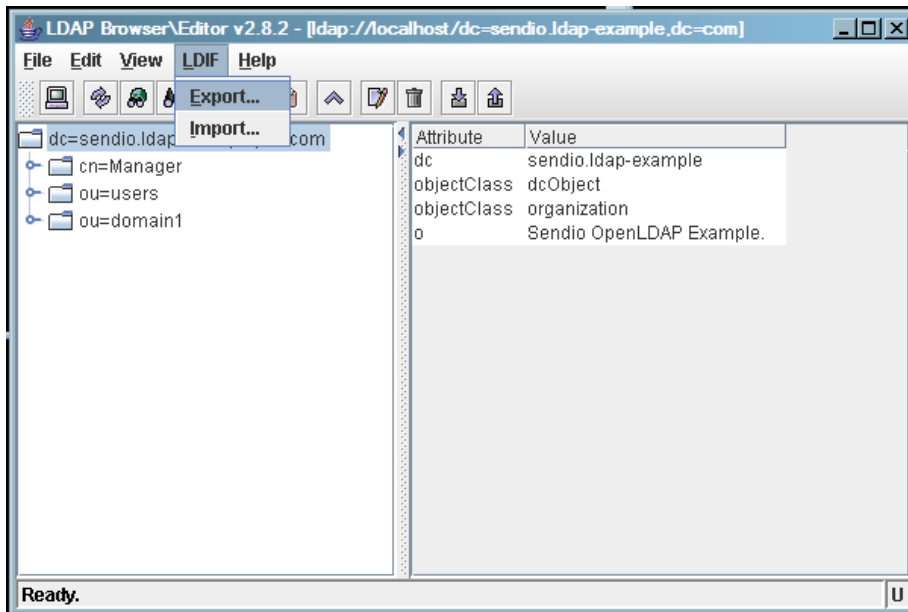 LDAP Browser\Editor v2.8.2 - [ldap://localhost/dc=sendio.ldap-example,dc=com]
File Edit View LDIF Help
Export...
Import...
dc=sendio.ldap com
cn=Manager
ou=users
ou=domain1
Attribute Value
dc sendio.ldap-example
objectClass dcObject
objectClass organization
o Sendio OpenLDAP Example.
Ready. U